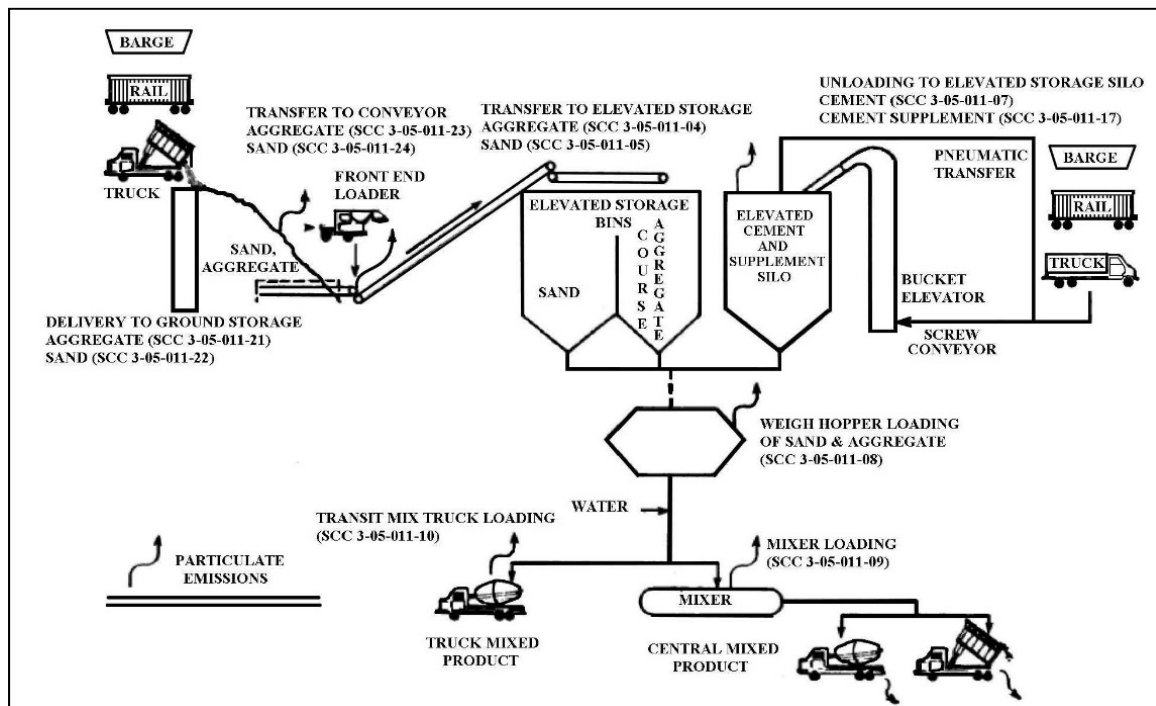 BARGE
RAIL
TRUCK
TRANSFER TO CONVEYOR
AGGREGATE (SCC 3-05-011-23)
SAND (SCC 3-05-011-24)
FRONT END
LOADER
SAND,
AGGREGATE
DELIVERY TO GROUND STORAGE
AGGREGATE (SCC 3-05-011-21)
SAND (SCC 3-05-011-22)
TRANSFER TO ELEVATED STORAGE
AGGREGATE (SCC 3-05-011-04)
SAND (SCC 3-05-011-05)
ELEVATED STORAGE
BINS
SAND
COURSE
AGGREGATE
UNLOADING TO ELEVATED STORAGE SILO
CEMENT (SCC 3-05-011-07)
CEMENT SUPPLEMENT (SCC 3-05-011-17)
ELEVATED
CEMENT
AND
SUPPLEMENT
SILO
PNEUMATIC
TRANSFER
BARGE
RAIL
TRUCK
BUCKET
ELEVATOR
SCREW
CONVEYOR
WEIGH HOPPER LOADING
OF SAND & AGGREGATE
(SCC 3-05-011-08)
WATER
TRANSIT MIX TRUCK LOADING
(SCC 3-05-011-10)
MIXER LOADING
(SCC 3-05-011-09)
PARTICULATE
EMISSIONS
MIXER
TRUCK MIXED
PRODUCT
CENTRAL MIXED
PRODUCT